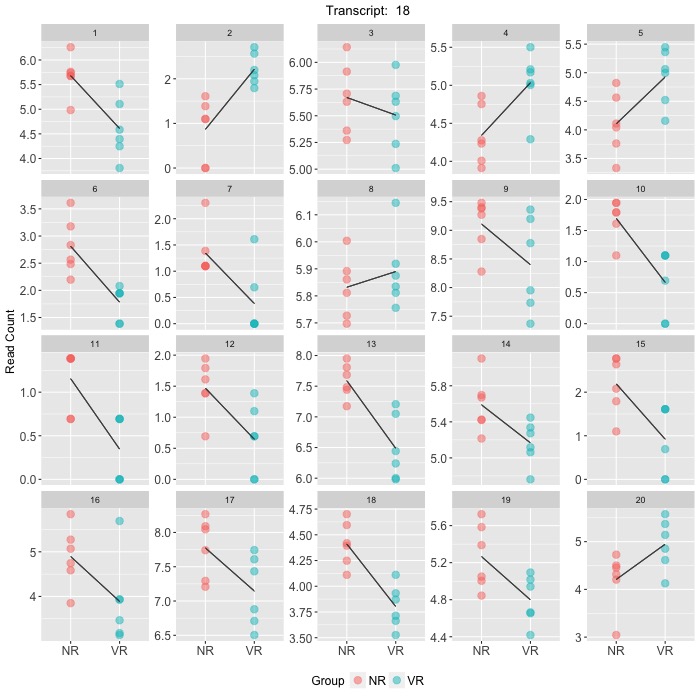 Transcript: 18
1 2 3 4 5
6.0 5.5 5.0 4.5 4.0
2 1 0
6.00 5.75 5.50 5.25 5.00
5.5 5.0 4.5 4.0
5.5 5.0 4.5 4.0 3.5
6 7 8 9 10
3.5 3.0 2.5 2.0 1.5
2.0 1.5 1.0 0.5 0.0
6.1 6.0 5.9 5.8 5.7
9.5 9.0 8.5 8.0 7.5
2.0 1.5 1.0 0.5 0.0
Read Count
11 12 13 14 15
1.0 0.5 0.0
2.0 1.5 1.0 0.5 0.0
8.0 7.5 7.0 6.5 6.0
5.8 5.4 5.0
2 1 0
16 17 18 19 20
5 4
8.0 7.5 7.0 6.5
4.75 4.50 4.25 4.00 3.75 3.50
5.6 5.2 4.8 4.4
5 4 3
NR VR NR VR NR VR NR VR NR VR
Group NR VR